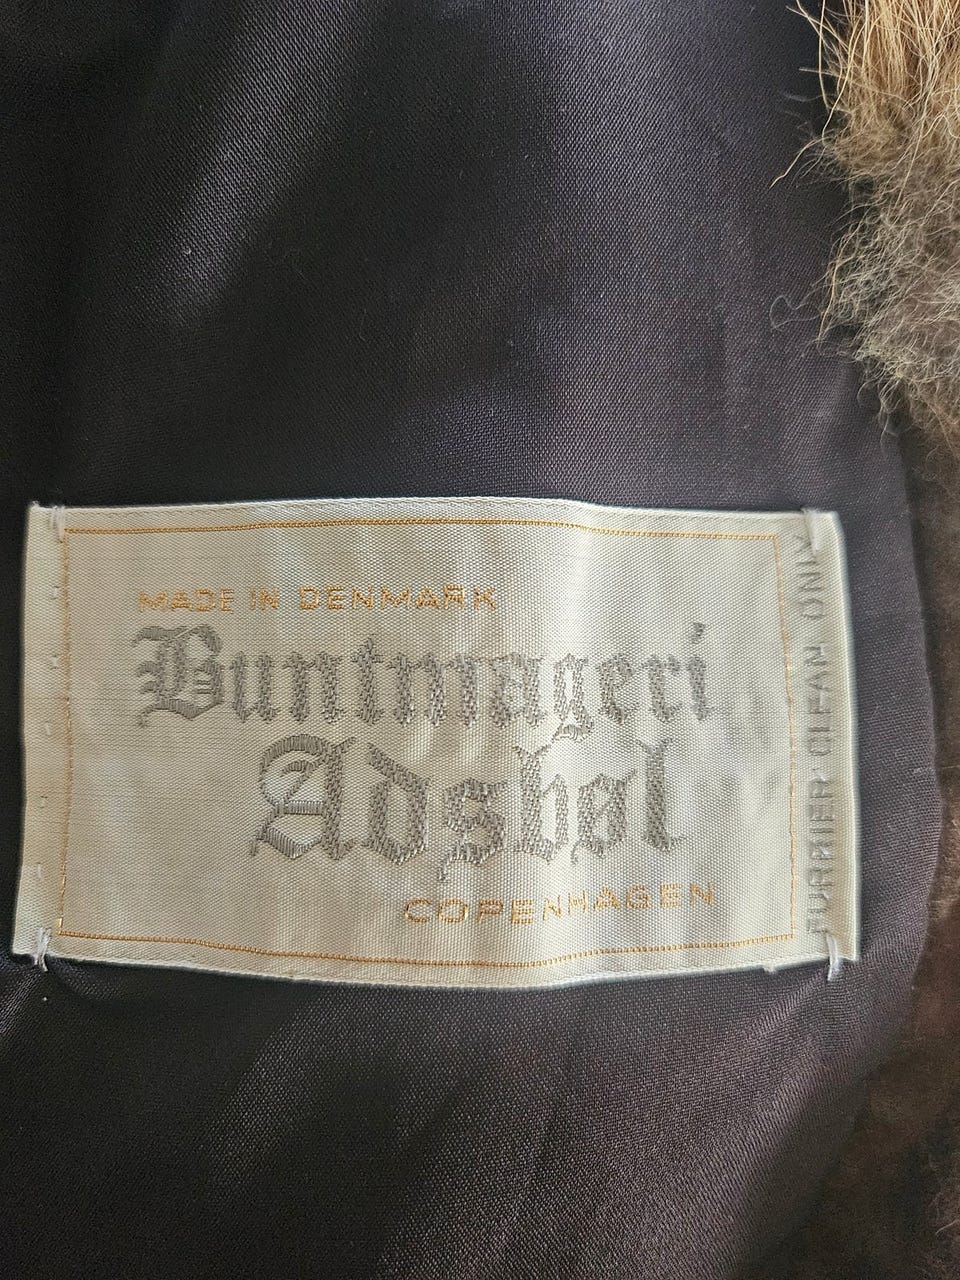 MADE IN DENMARK
Buntmageri
Adsbøl
COPENHAGEN
FURRIER CLEAN ONLY